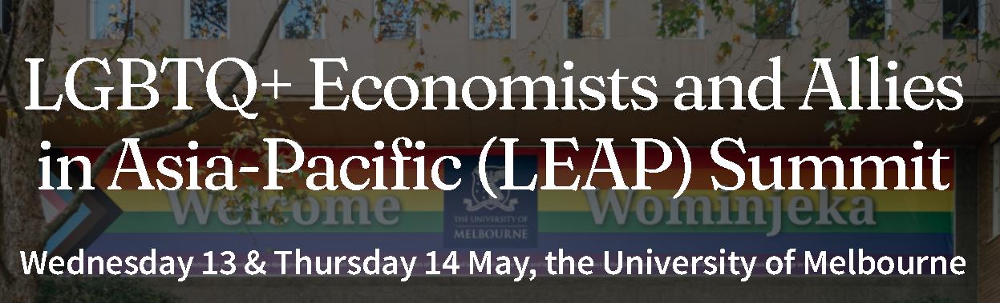 LGBTQ+ Economists and Allies
in Asia-Pacific (LEAP) Summit
Welcome
THE UNIVERSITY OF
MELBOURNE
Wominjeka
Wednesday 13 & Thursday 14 May, the University of Melbourne